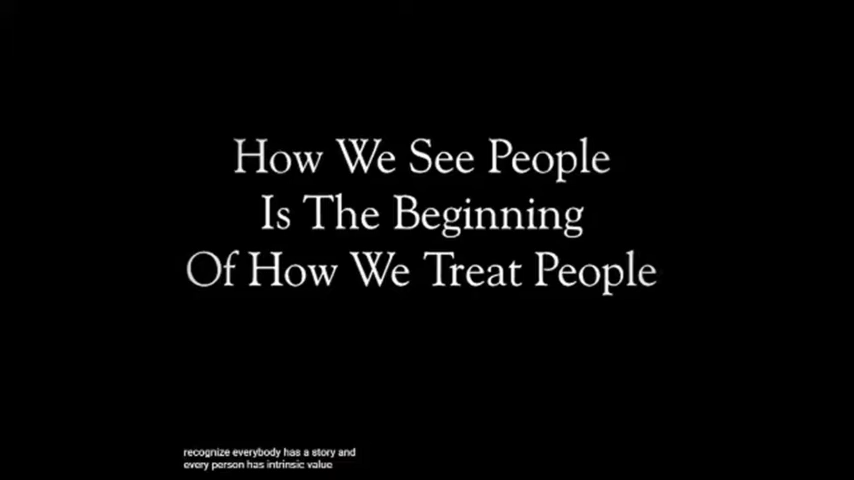 How We See People
Is The Beginning
Of How We Treat People
recognize everybody has a story and
every person has intrinsic value